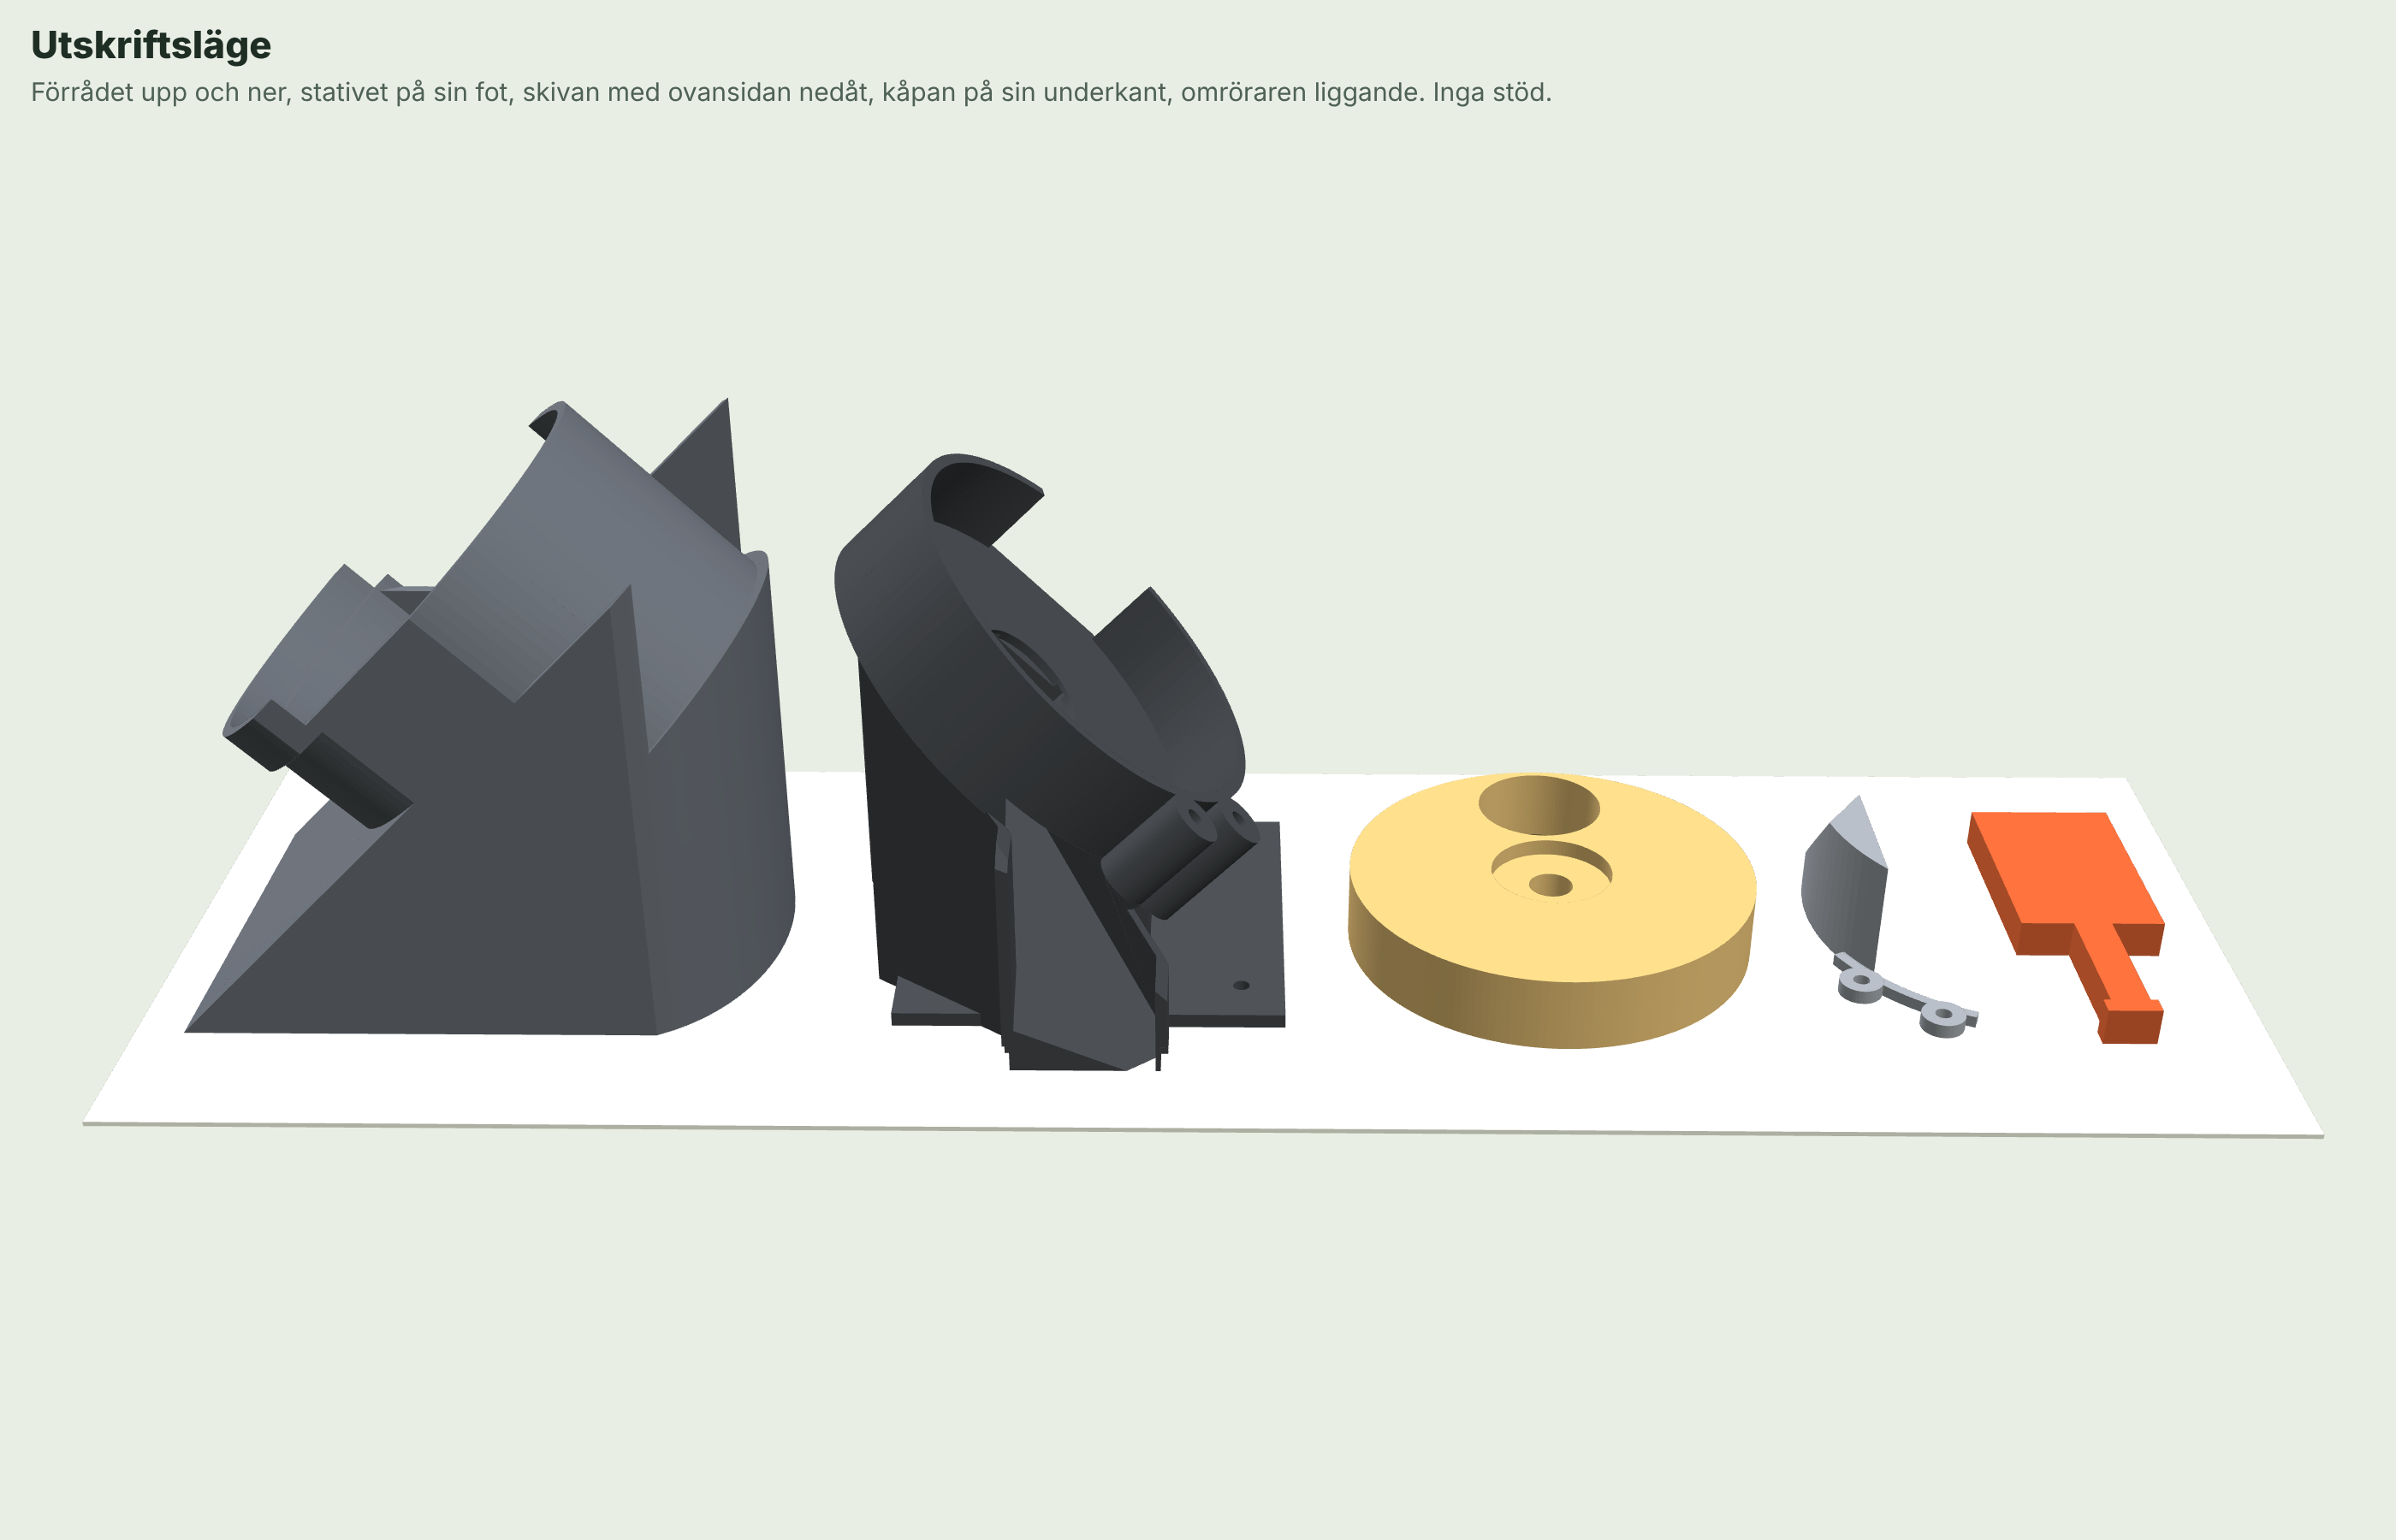 Utskriftsläge
Förrådet upp och ner, stativet på sin fot, skivan med ovansidan nedåt, kåpan på sin underkant, omröraren liggande. Inga stöd.